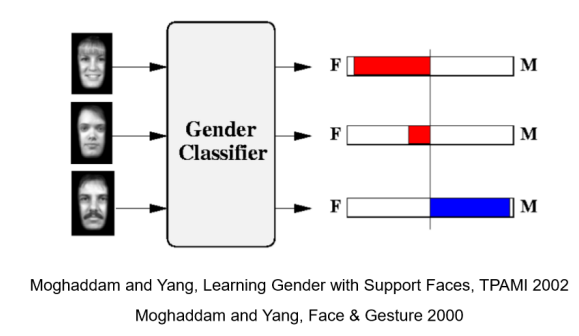 F M
Gender
Classifier
F M
F M
Moghaddam and Yang, Learning Gender with Support Faces, TPAMI 2002
Moghaddam and Yang, Face & Gesture 2000